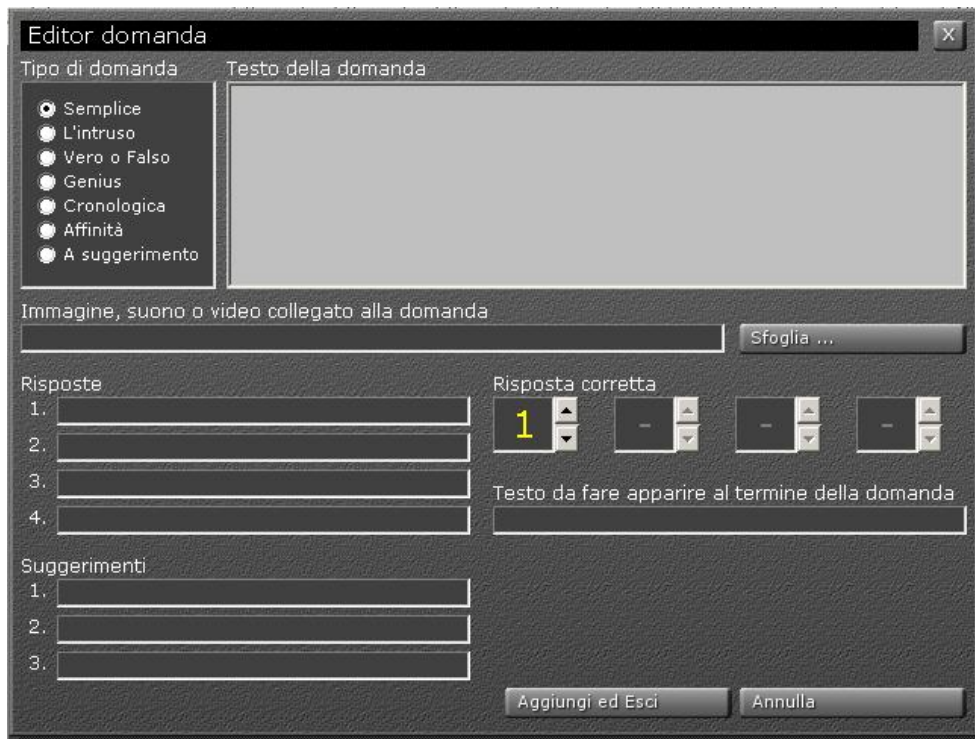 Editor domanda
X
Tipo di domanda
Testo della domanda
Semplice
L'intruso
Vero o Falso
Genius
Cronologica
Affinità
A suggerimento
Immagine, suono o video collegato alla domanda
Sfoglia ...
Risposte
1.
2.
3.
4.
Risposta corretta
1 - - -
Testo da fare apparire al termine della domanda
Suggerimenti
1.
2.
3.
Aggiungi ed Esci
Annulla